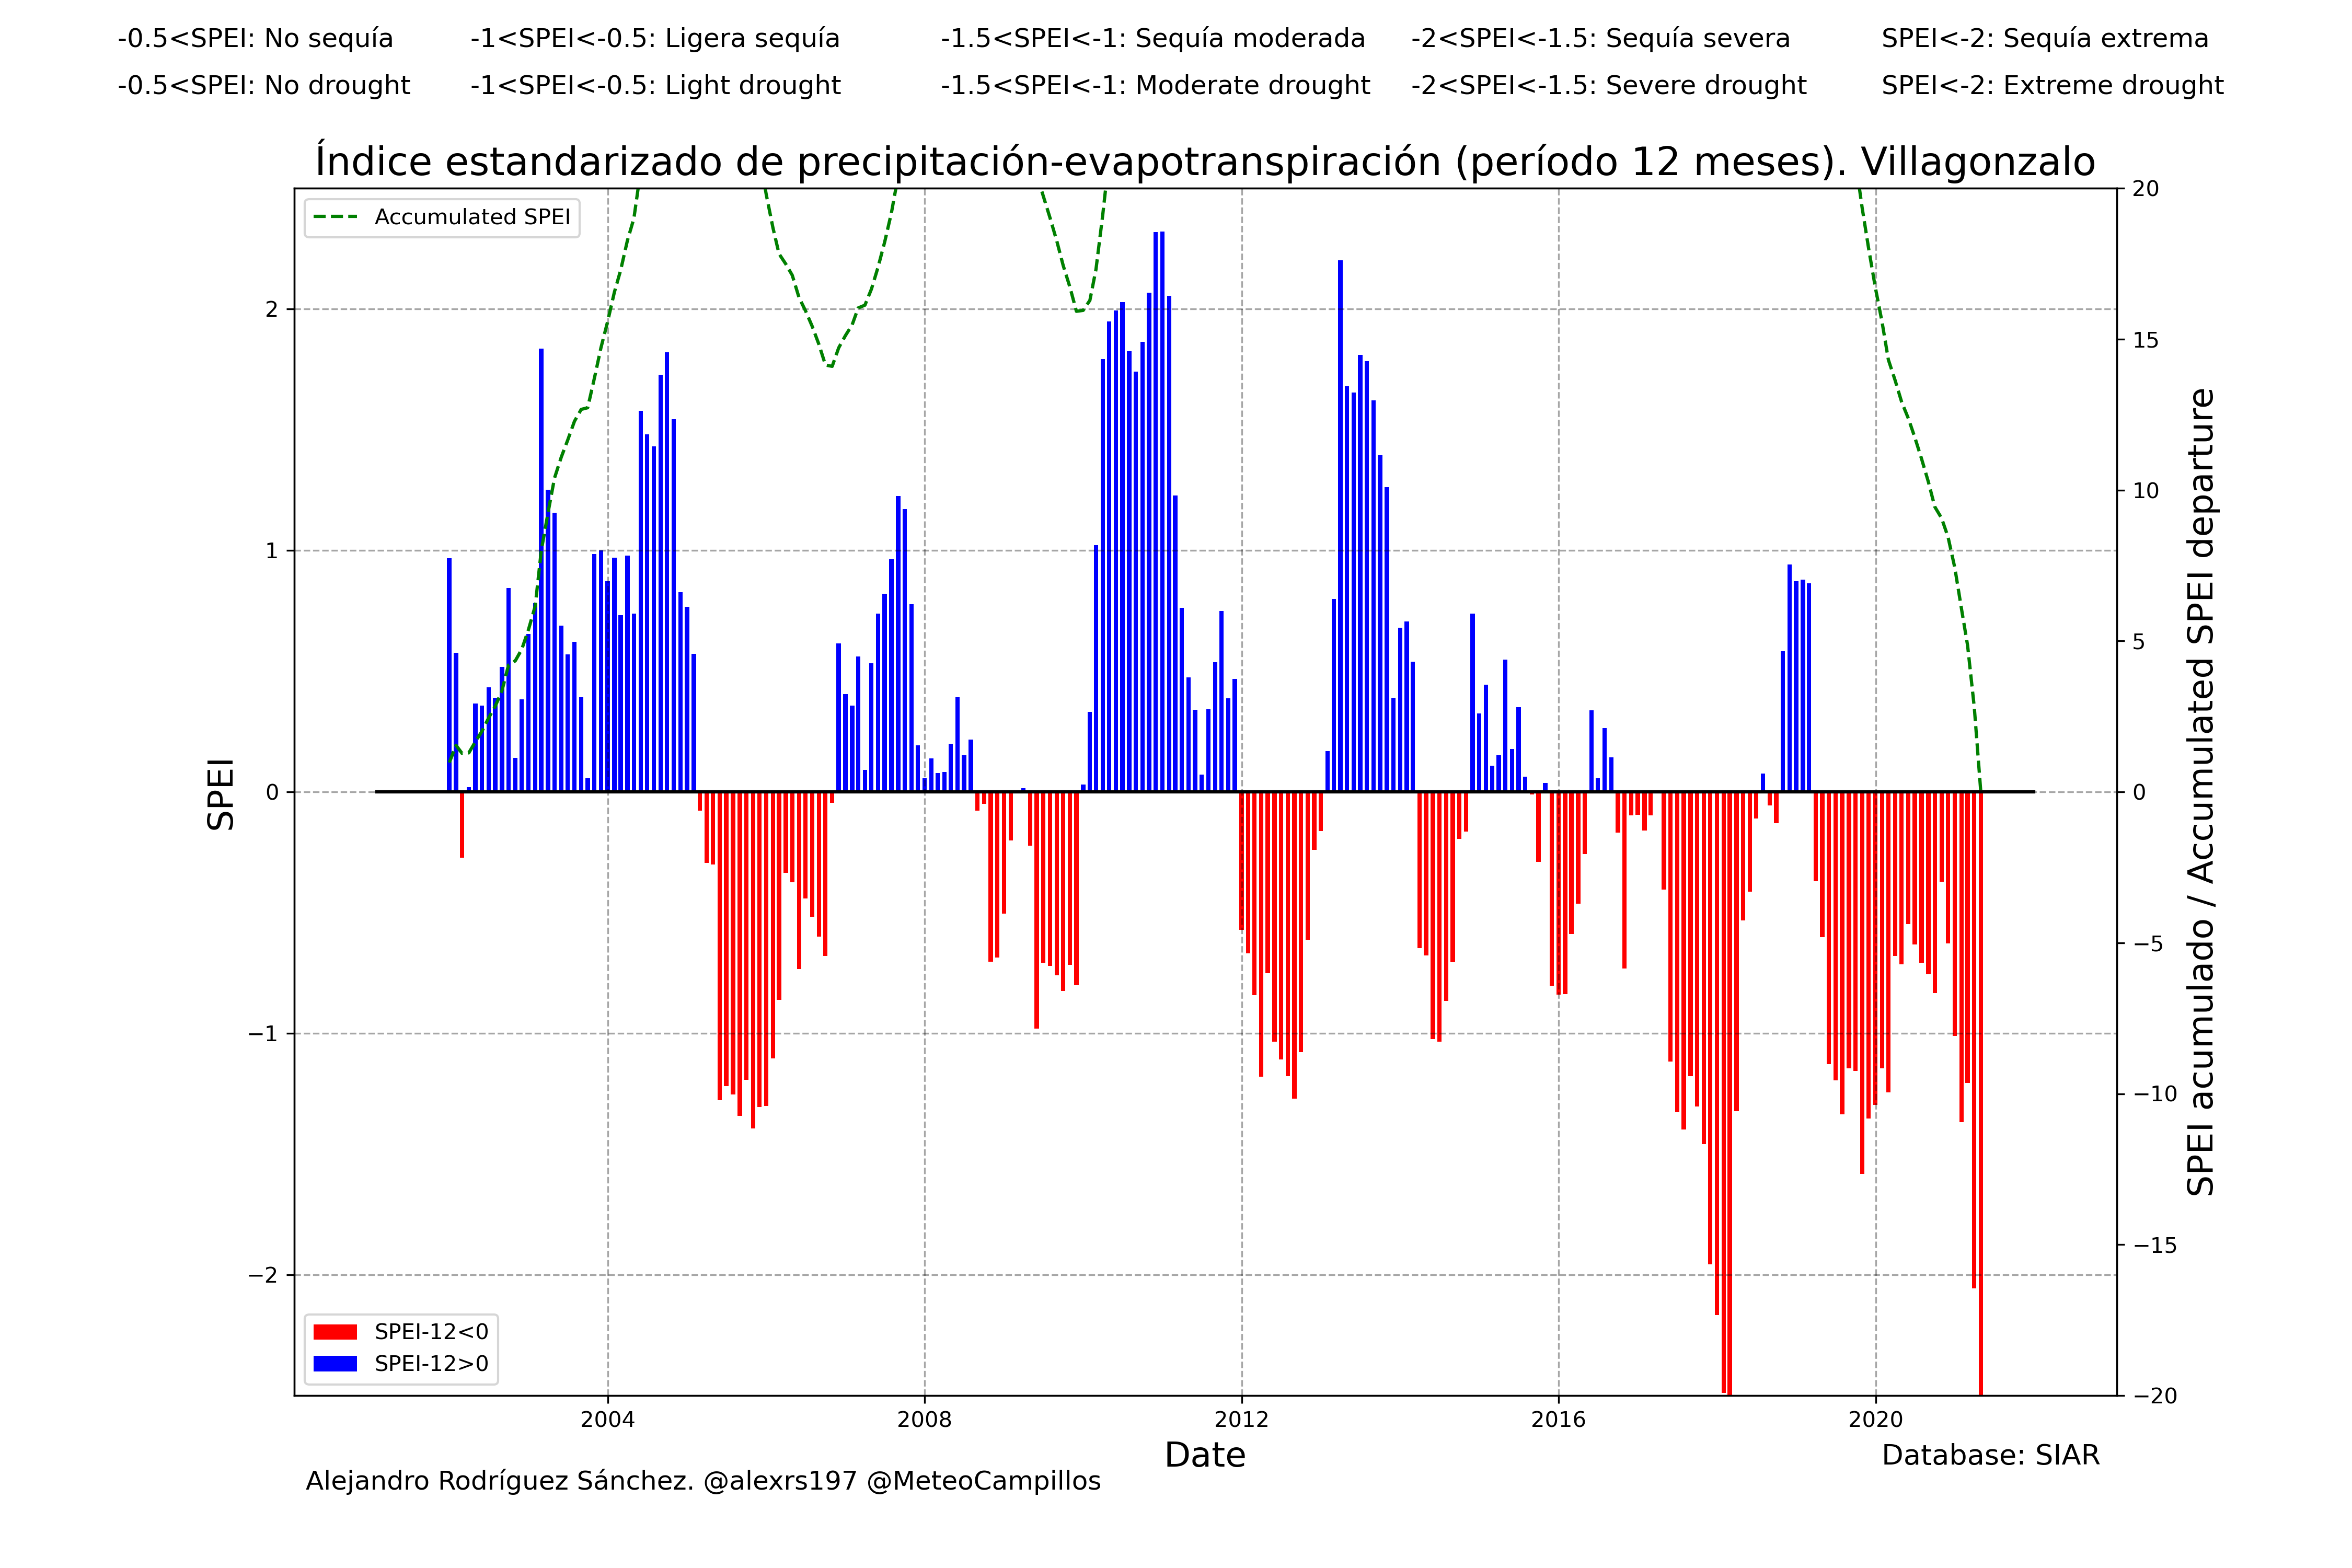 -0.5<SPEI: No sequía -1<SPEI<-0.5: Ligera sequía -1.5<SPEI<-1: Sequía moderada -2<SPEI<-1.5: Sequía severa SPEI<-2: Sequía extrema
-0.5<SPEI: No drought -1<SPEI<-0.5: Light drought -1.5<SPEI<-1: Moderate drought -2<SPEI<-1.5: Severe drought SPEI<-2: Extreme drought
Índice estandarizado de precipitación-evapotranspiración (período 12 meses). Villagonzalo
Accumulated SPEI
2
1
0
−1
−2
SPEI
20
15
10
5
0
−5
−10
−15
−20
SPEI acumulado / Accumulated SPEI departure
SPEI-12<0
SPEI-12>0
2004 2008 2012 2016 2020
Date
Database: SIAR
Alejandro Rodríguez Sánchez. @alexrs197 @MeteoCampillos